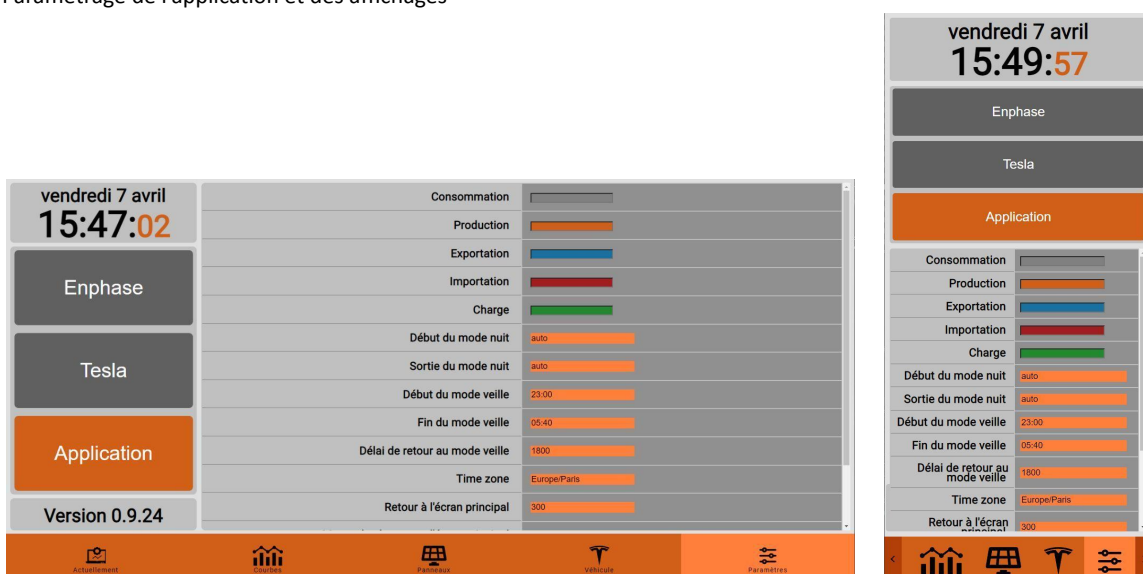 Paramétrage de l'application et des affichages
vendredi 7 avril
15:47:02
Enphase
Tesla
Application
Version 0.9.24
Consommation
Production
Exportation
Importation
Charge
Début du mode nuit auto
Sortie du mode nuit auto
Début du mode veille 23:00
Fin du mode veille 05:40
Délai de retour au mode veille 1800
Time zone Europe/Paris
Retour à l'écran principal 300
Actuellement
Courbes
Panneaux
Véhicule
Paramètres
vendredi 7 avril
15:49:57
Enphase
Tesla
Application
Consommation
Production
Exportation
Importation
Charge
Début du mode nuit auto
Sortie du mode nuit auto
Début du mode veille 23:00
Fin du mode veille 05:40
Délai de retour au
mode veille 1800
Time zone Europe/Paris
Retour à l'écran
principal 300